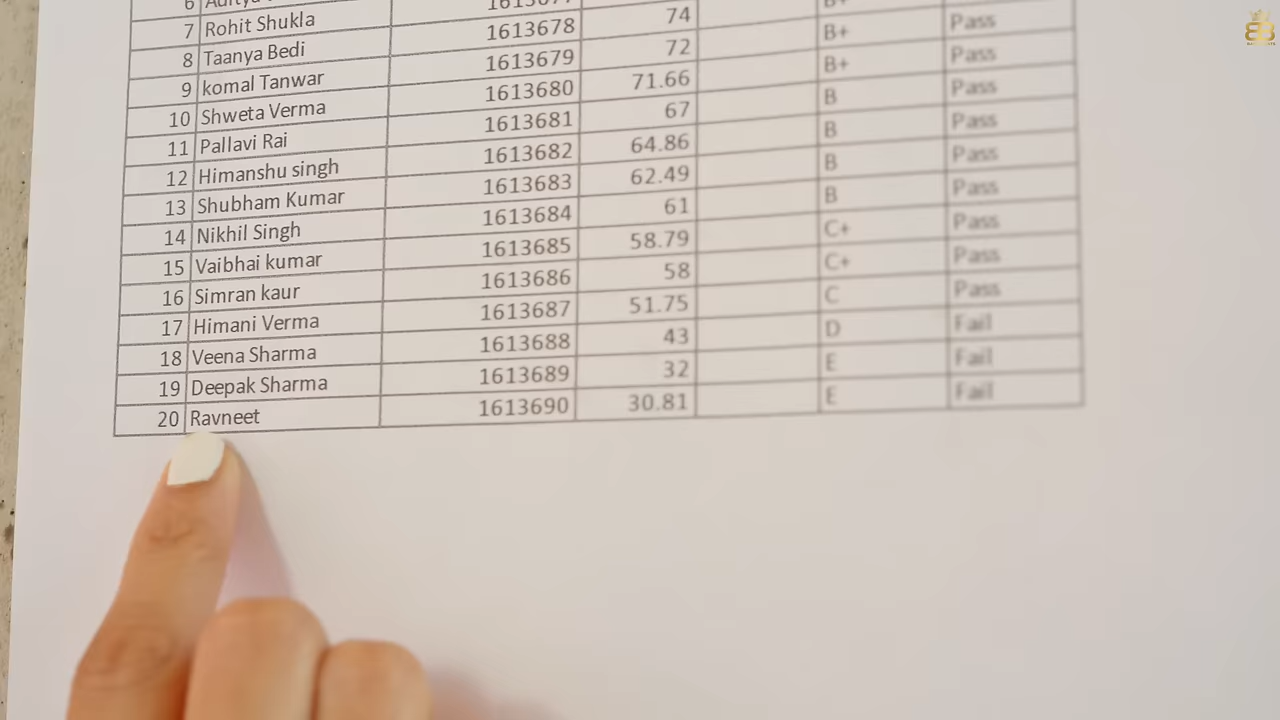 6
7 Rohit Shukla 1613677
8 Taanya Bedi 1613678 74 B+
9 komal Tanwar 1613679 72 B+ Pass
10 Shweta Verma 1613680 71.66 B+ Pass
11 Pallavi Rai 1613681 67 B Pass
12 Himanshu singh 1613682 64.86 B Pass
13 Shubham Kumar 1613683 62.49 B Pass
14 Nikhil Singh 1613684 61 B Pass
15 Vaibhai kumar 1613685 58.79 C+ Pass
16 Simran kaur 1613686 58 C+ Pass
17 Himani Verma 1613687 51.75 C Pass
18 Veena Sharma 1613688 43 D Fail
19 Deepak Sharma 1613689 32 E Fail
20 Ravneet 1613690 30.81 E Fail